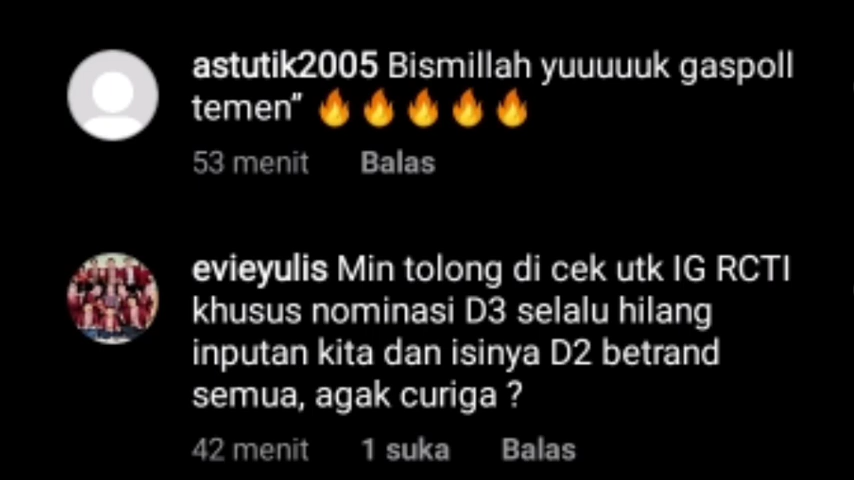 astutik2005 Bismillah yuuuuuk gaspoll
temen” 🔥🔥🔥🔥🔥
53 menit Balas
evieyulis Min tolong di cek utk IG RCTI
khusus nominasi D3 selalu hilang
inputan kita dan isinya D2 betrand
semua, agak curiga ?
42 menit 1 suka Balas